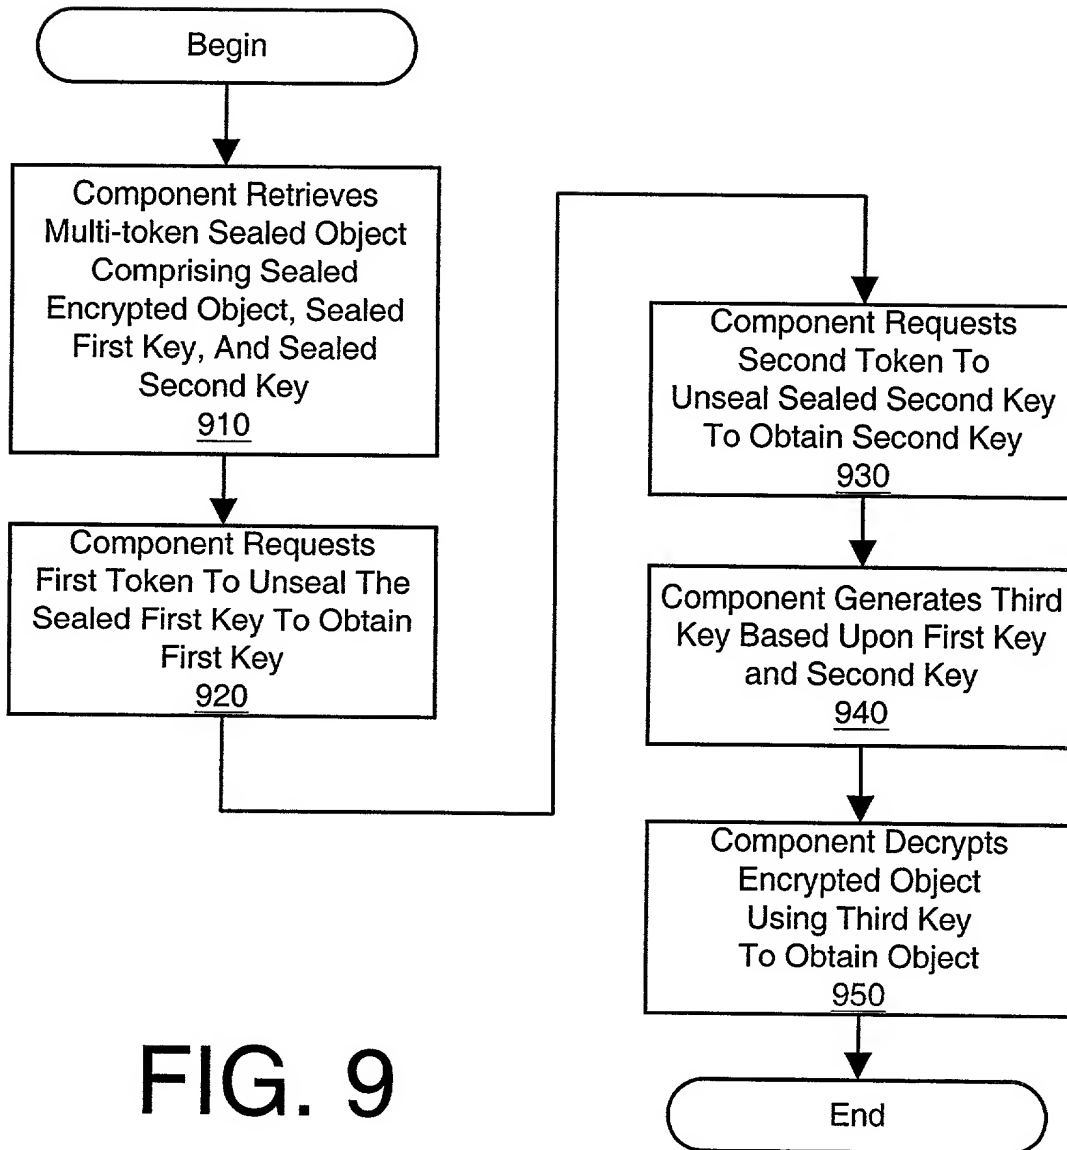 Begin
Component Retrieves
Multi-token Sealed Object
Comprising Sealed
Encrypted Object, Sealed
First Key, And Sealed
Second Key
910
Component Requests
First Token To Unseal The
Sealed First Key To Obtain
First Key
920
Component Requests
Second Token To
Unseal Sealed Second Key
To Obtain Second Key
930
Component Generates Third
Key Based Upon First Key
and Second Key
940
Component Decrypts
Encrypted Object
Using Third Key
To Obtain Object
950
End
FIG. 9